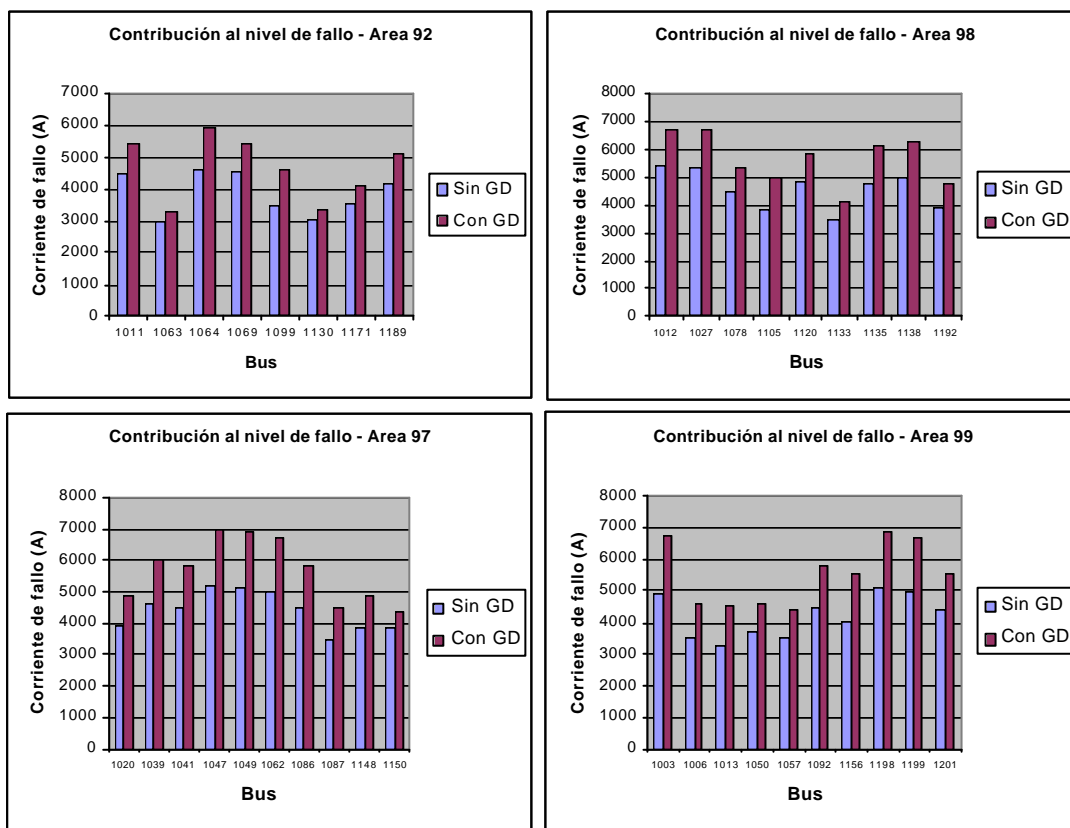 Contribución al nivel de fallo - Area 92
Corriente de fallo (A)
7000
6000
5000
4000
3000
2000
1000
0
1011 1063 1064 1069 1099 1130 1171 1189
Bus
Sin GD
Con GD
Contribución al nivel de fallo - Area 98
Corriente de fallo (A)
8000
7000
6000
5000
4000
3000
2000
1000
0
1012 1027 1078 1105 1120 1133 1135 1138 1192
Bus
Sin GD
Con GD
Contribución al nivel de fallo - Area 97
Corriente de fallo (A)
8000
7000
6000
5000
4000
3000
2000
1000
0
1020 1039 1041 1047 1049 1062 1086 1087 1148 1150
Bus
Sin GD
Con GD
Contribución al nivel de fallo - Area 99
Corriente de fallo (A)
8000
7000
6000
5000
4000
3000
2000
1000
0
1003 1006 1013 1050 1057 1092 1156 1198 1199 1201
Bus
Sin GD
Con GD